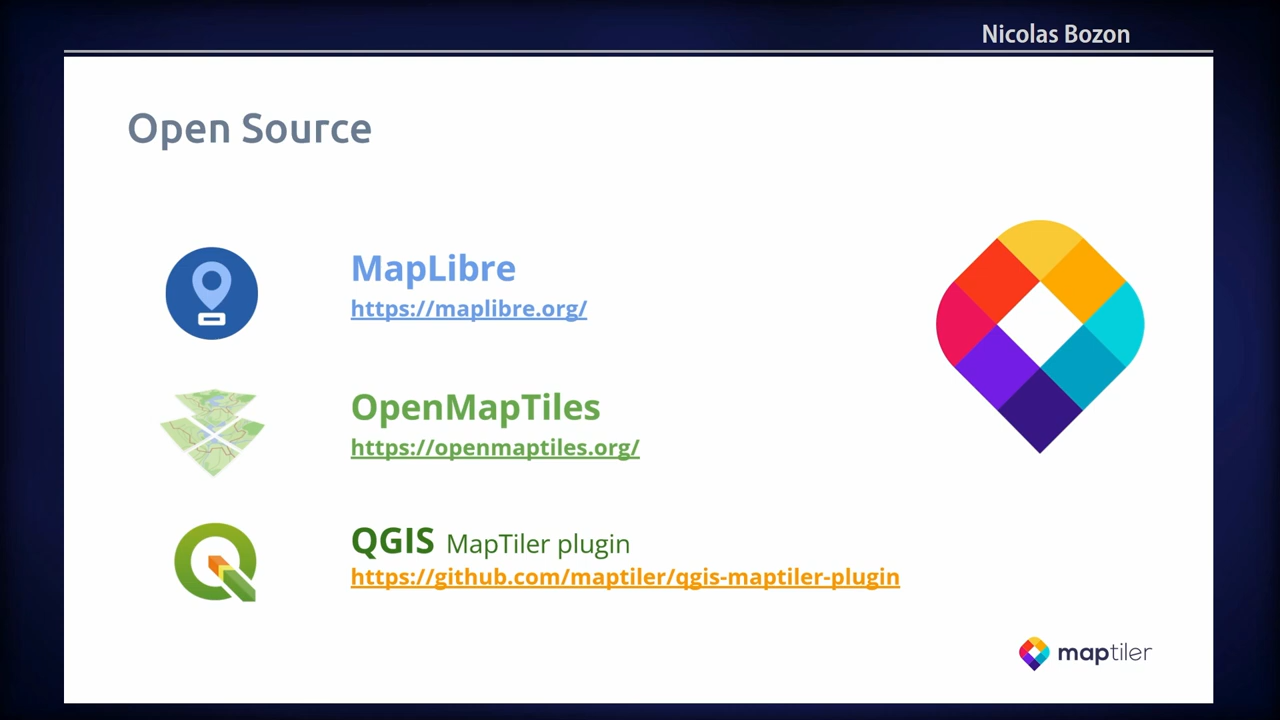 Nicolas Bozon
Open Source
MapLibre
https://maplibre.org/
OpenMapTiles
https://openmaptiles.org/
QGIS MapTiler plugin
https://github.com/maptiler/qgis-maptiler-plugin
maptiler